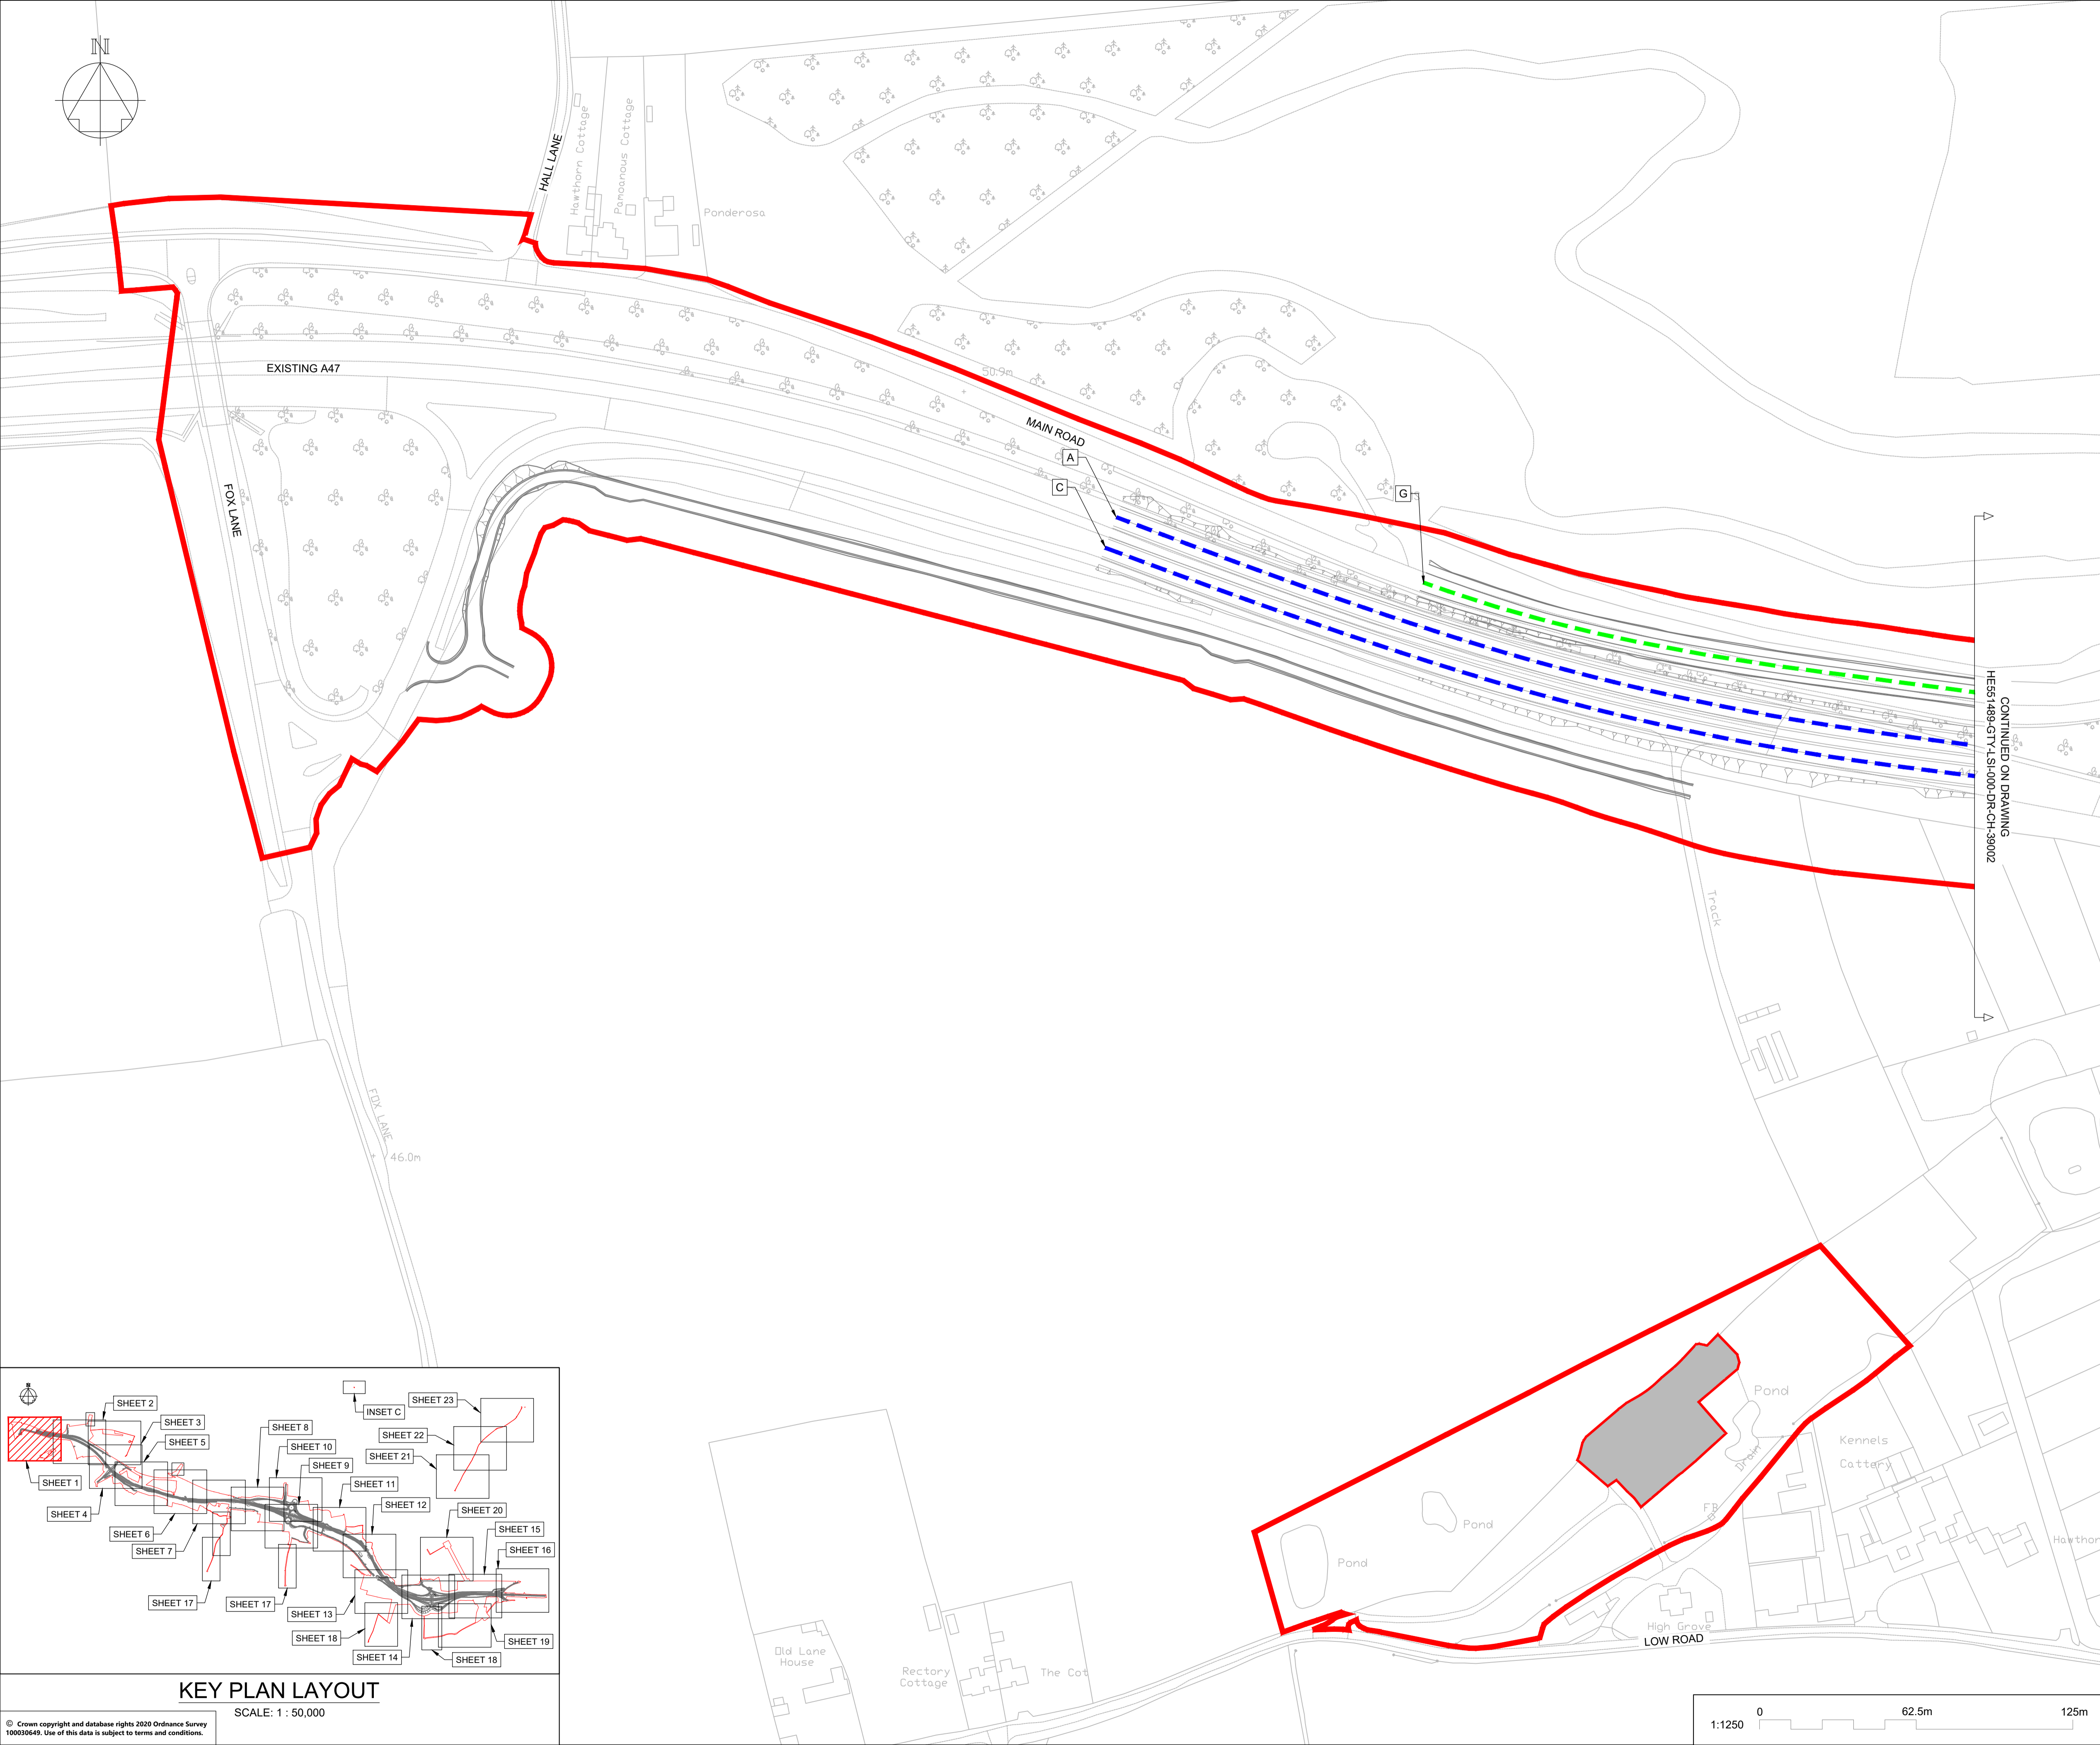 N
HALL LANE
Hawthorn Cottage
Pamoanous Cottage
Ponderosa
EXISTING A47
50.9m
MAIN ROAD
A
C
G
FOX LANE
CONTINUED ON DRAWING
HE551489-GTY-LSI-000-DR-CH-39002
Track
FOX LANE
46.0m
Pond
Kennels
Cattery
Drain
FB
Pond
Pond
Hawthor
High Grove
LOW ROAD
Old Lane
House
Rectory
Cottage
The Cot
N
SHEET 2
SHEET 3
SHEET 5
SHEET 1
SHEET 4
SHEET 6
SHEET 7
SHEET 8
SHEET 10
SHEET 9
SHEET 11
SHEET 12
INSET C
SHEET 23
SHEET 22
SHEET 21
SHEET 20
SHEET 15
SHEET 16
SHEET 17
SHEET 17
SHEET 13
SHEET 18
SHEET 14
SHEET 18
SHEET 19
KEY PLAN LAYOUT
SCALE: 1 : 50,000
© Crown copyright and database rights 2020 Ordnance Survey
100030649. Use of this data is subject to terms and conditions.
1:1250
0
62.5m
125m